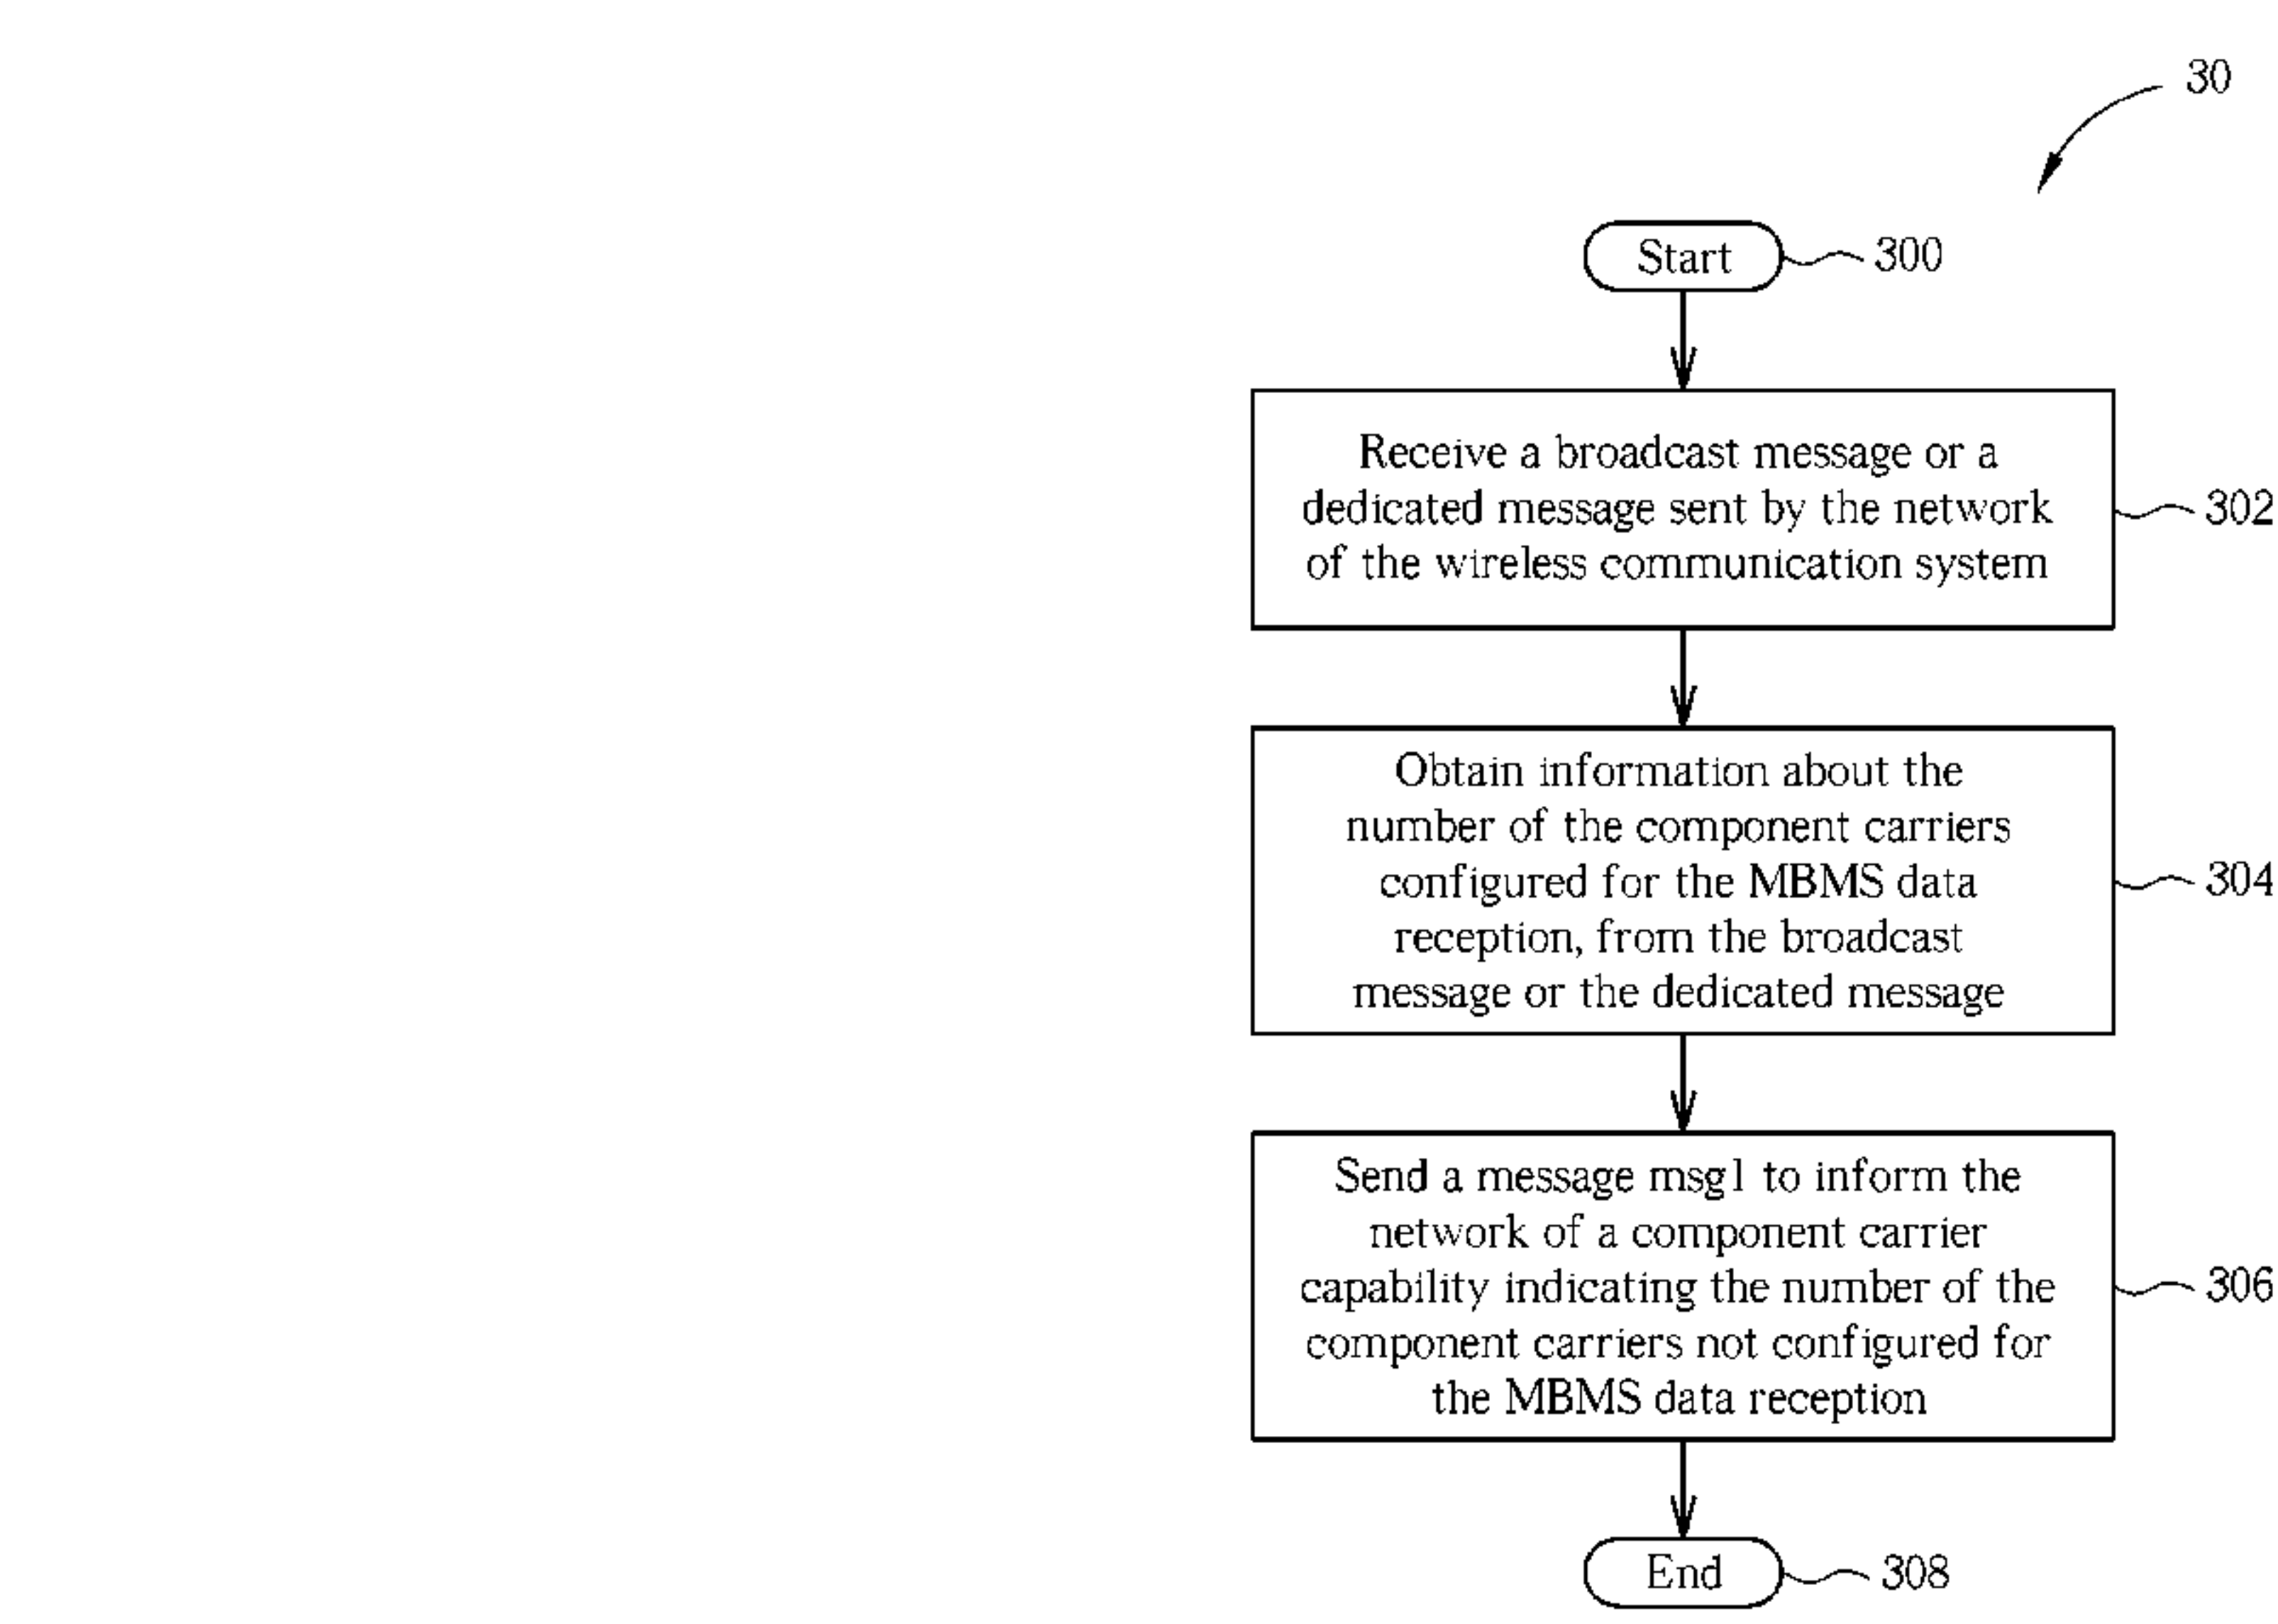 30
Start
300
Receive a broadcast message or a
dedicated message sent by the network
of the wireless communication system
302
Obtain information about the
number of the component carriers
configured for the MBMS data
reception, from the broadcast
message or the dedicated message
304
Send a message msg1 to inform the
network of a component carrier
capability indicating the number of the
component carriers not configured for
the MBMS data reception
306
End
308